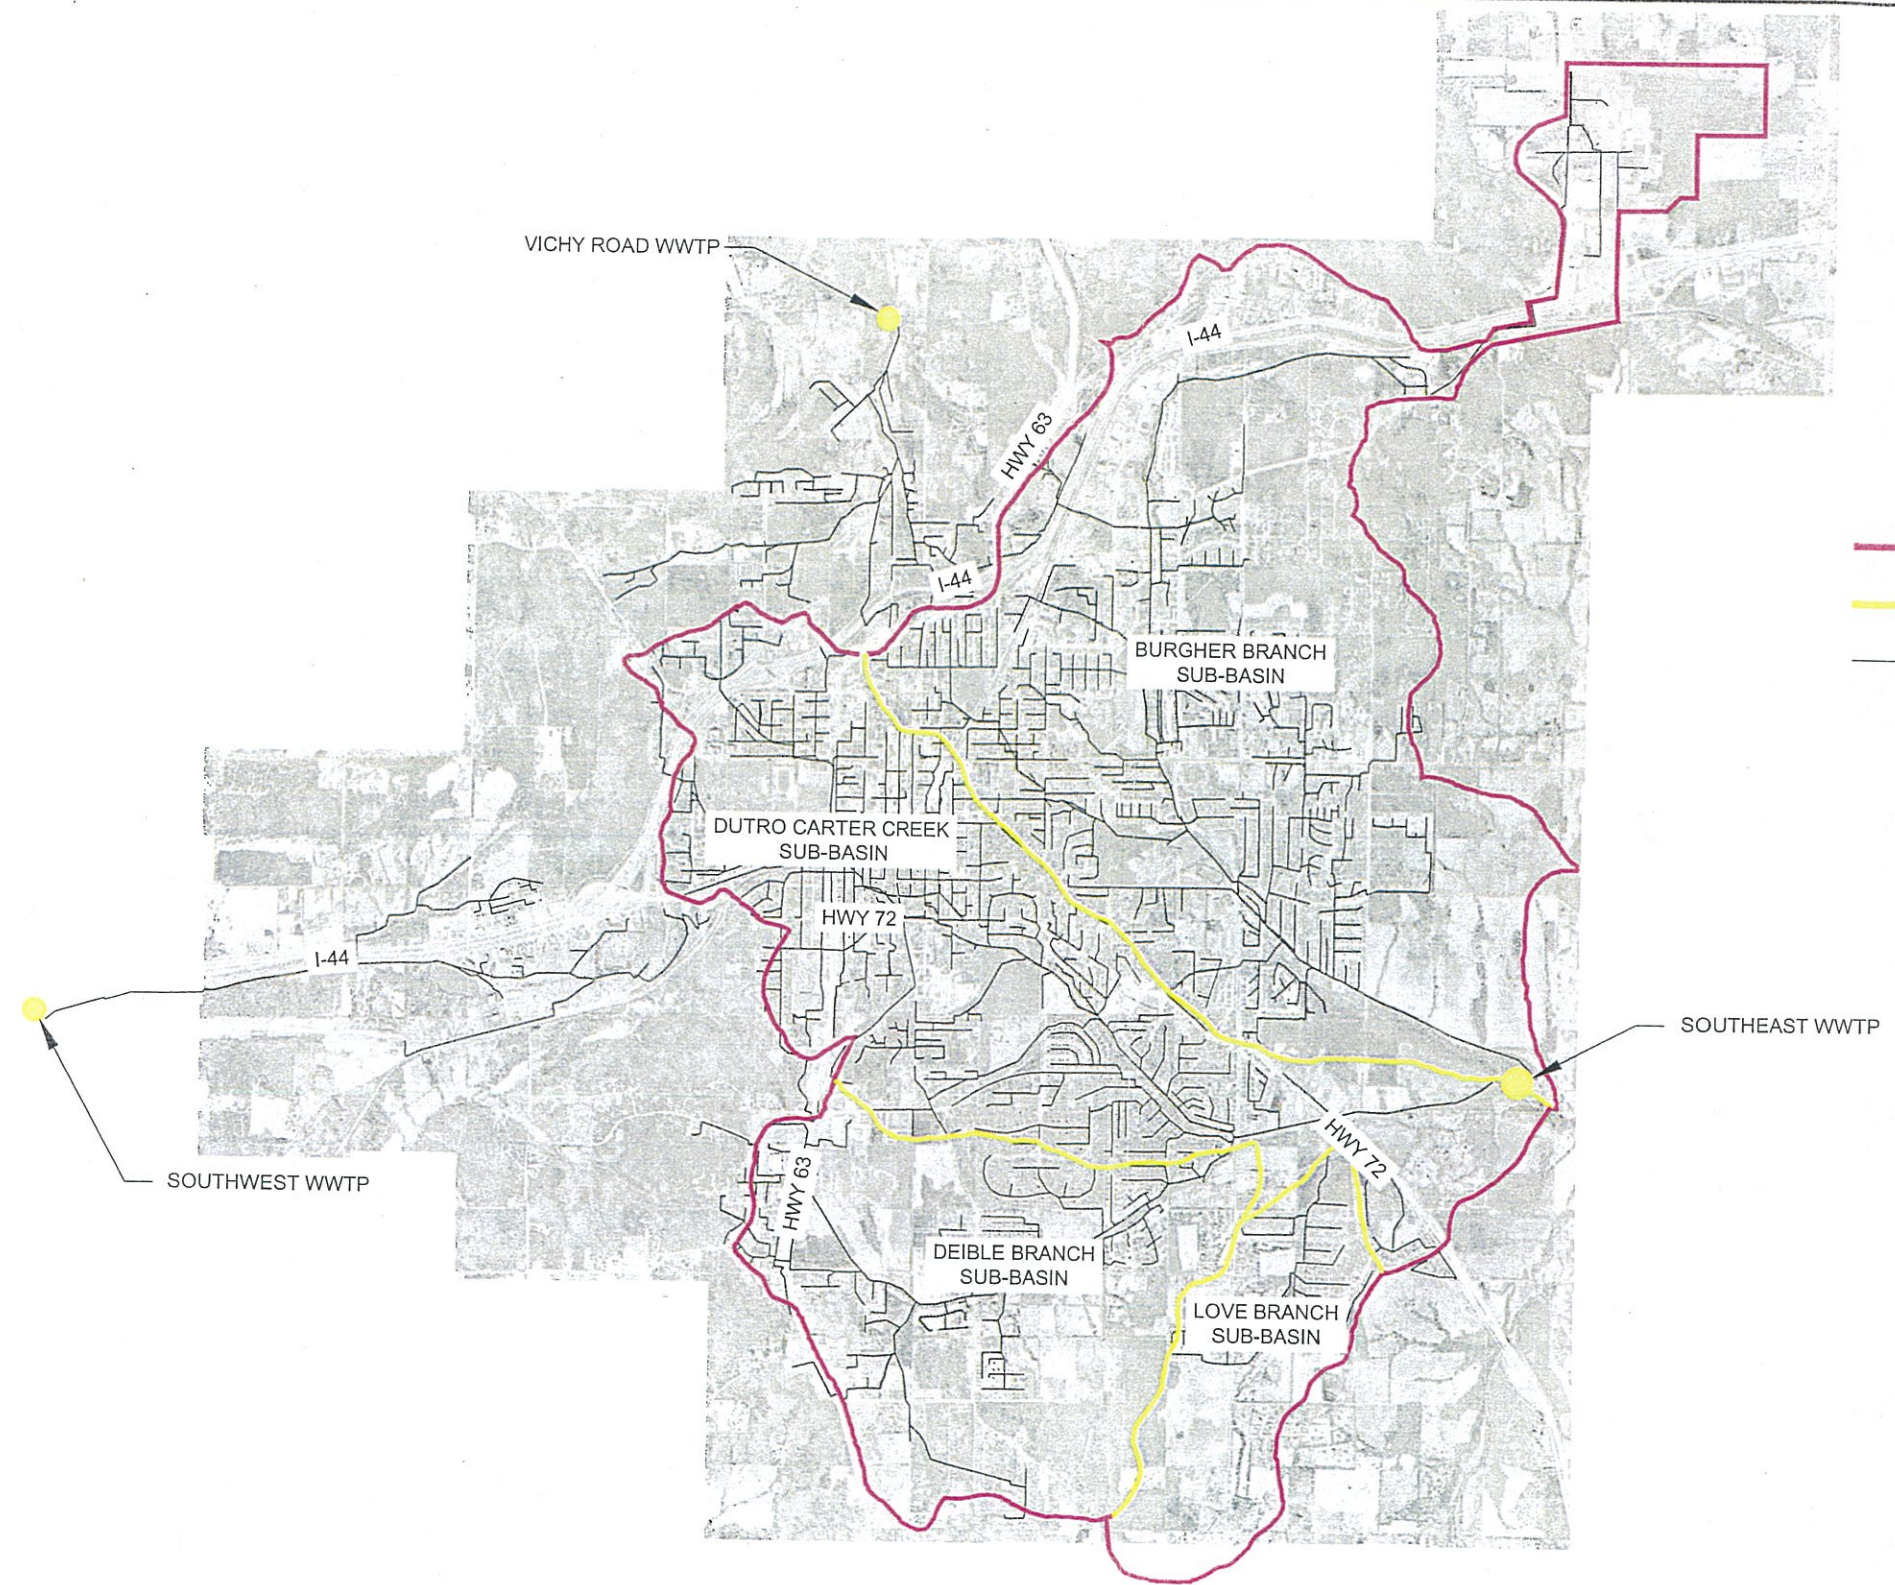 VICHY ROAD WWTP
I-44
HWY 63
I-44
BURGHER BRANCH
SUB-BASIN
DUTRO CARTER CREEK
SUB-BASIN
HWY 72
I-44
SOUTHEAST WWTP
HWY 72
SOUTHWEST WWTP
HWY 63
DEIBLE BRANCH
SUB-BASIN
LOVE BRANCH
SUB-BASIN